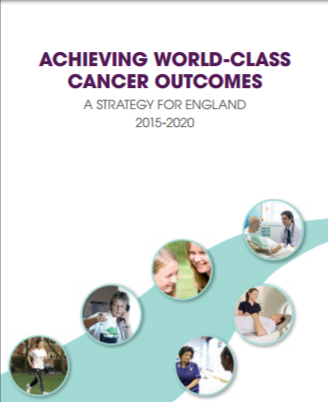 ACHIEVING WORLD-CLASS
CANCER OUTCOMES
A STRATEGY FOR ENGLAND
2015-2020